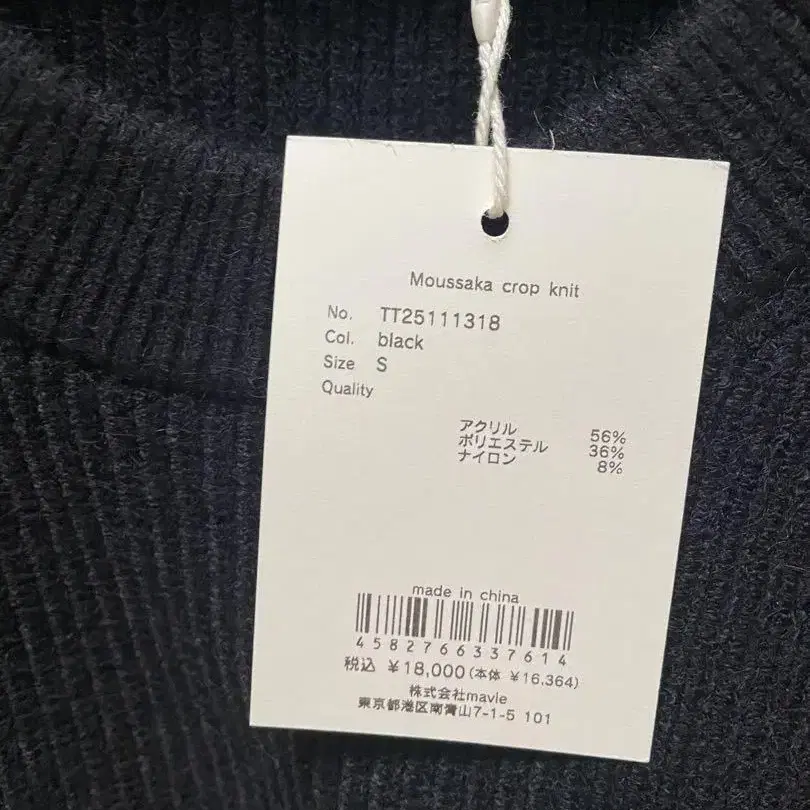 Moussaka crop knit
No. TT25111318
Col. black
Size S
Quality
アクリル 56%
ポリエステル 36%
ナイロン 8%
made in china
4582766337614
税込 ¥18,000(本体 ¥16,364)
株式会社mavie
東京都港区南青山7-1-5 101